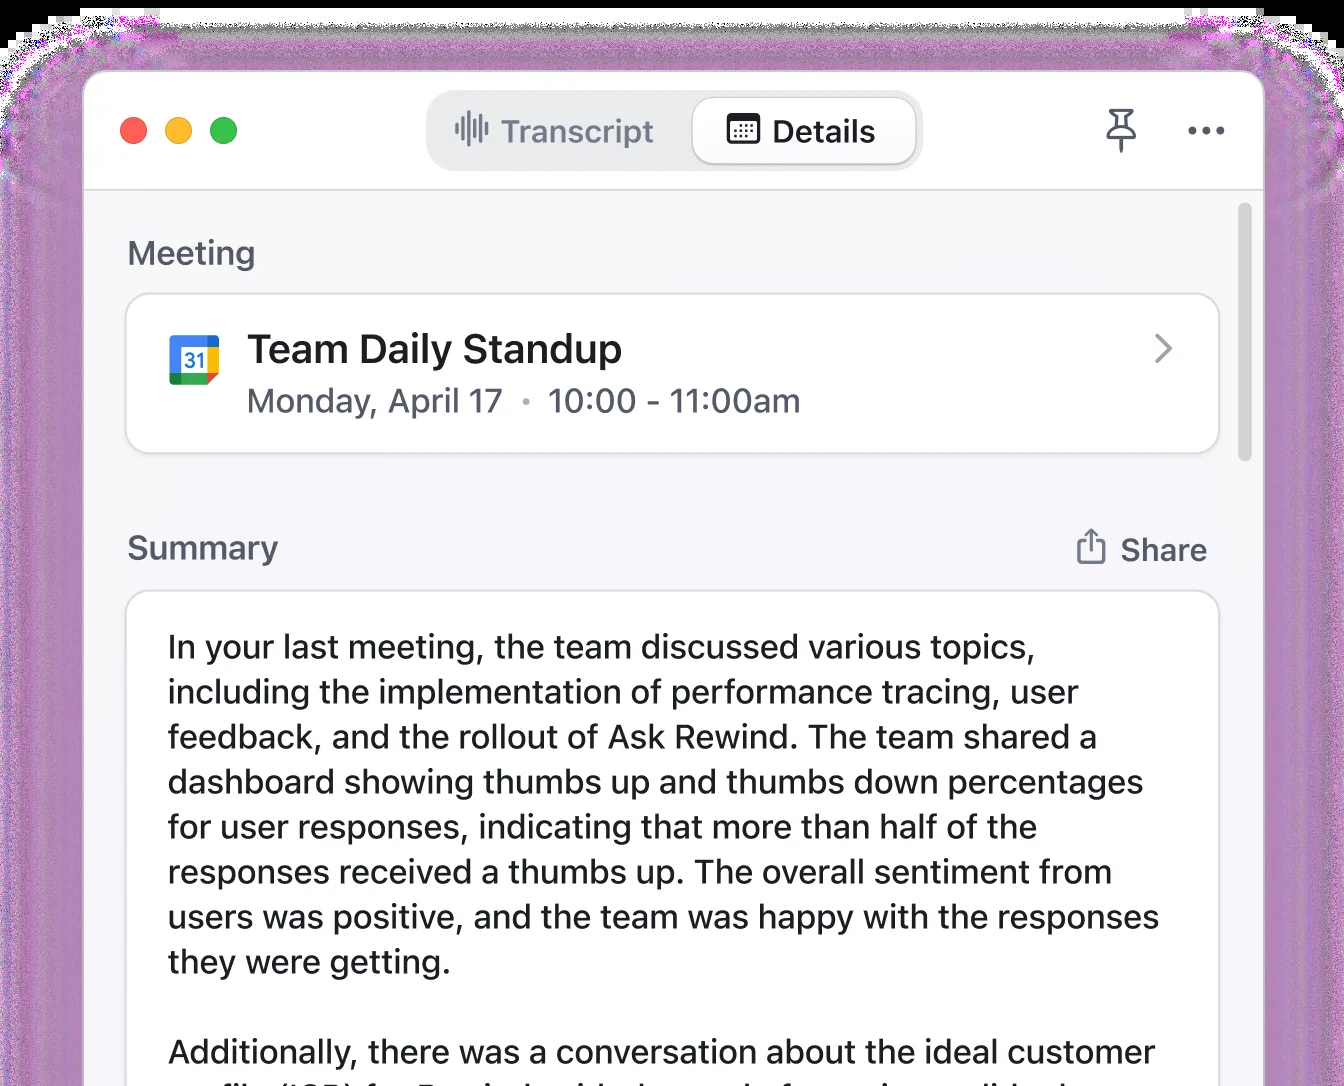 Transcript
Details
Meeting
31
Team Daily Standup
Monday, April 17 • 10:00 - 11:00am
Summary
Share
In your last meeting, the team discussed various topics,
including the implementation of performance tracing, user
feedback, and the rollout of Ask Rewind. The team shared a
dashboard showing thumbs up and thumbs down percentages
for user responses, indicating that more than half of the
responses received a thumbs up. The overall sentiment from
users was positive, and the team was happy with the responses
they were getting.
Additionally, there was a conversation about the ideal customer